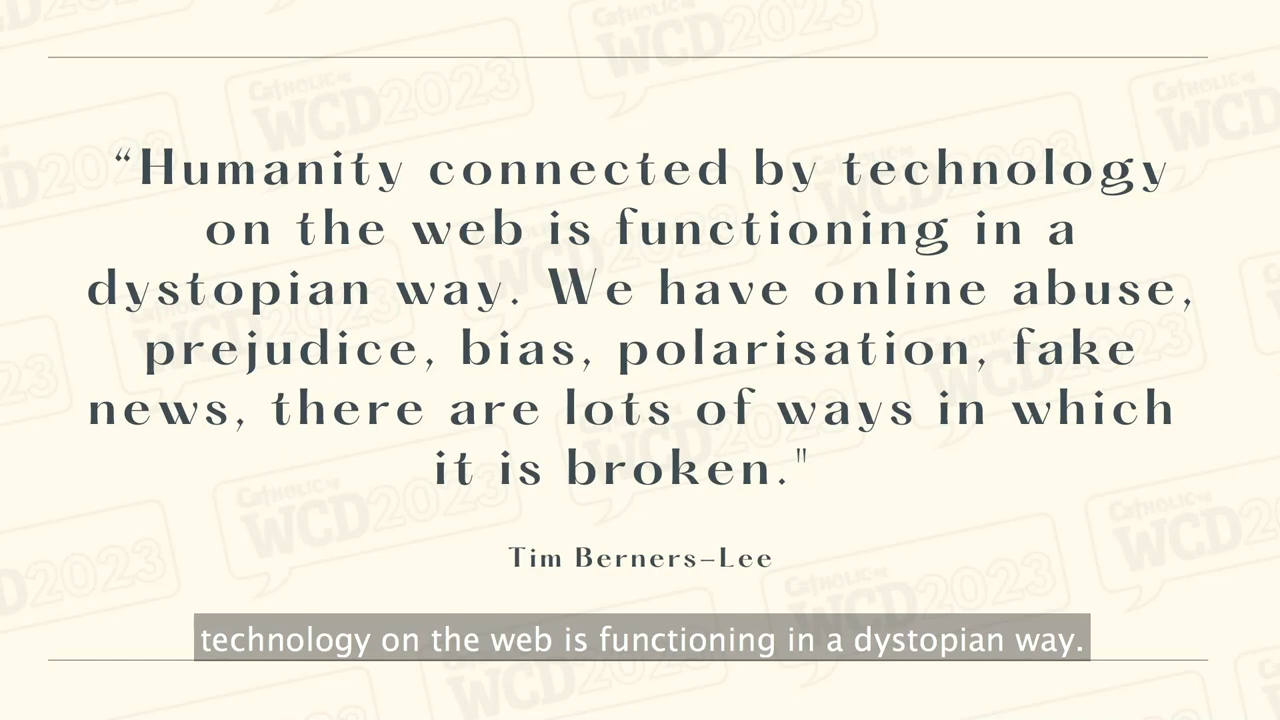 “Humanity connected by technology
on the web is functioning in a
dystopian way. We have online abuse,
prejudice, bias, polarisation, fake
news, there are lots of ways in which
it is broken."
Tim Berners-Lee
technology on the web is functioning in a dystopian way.